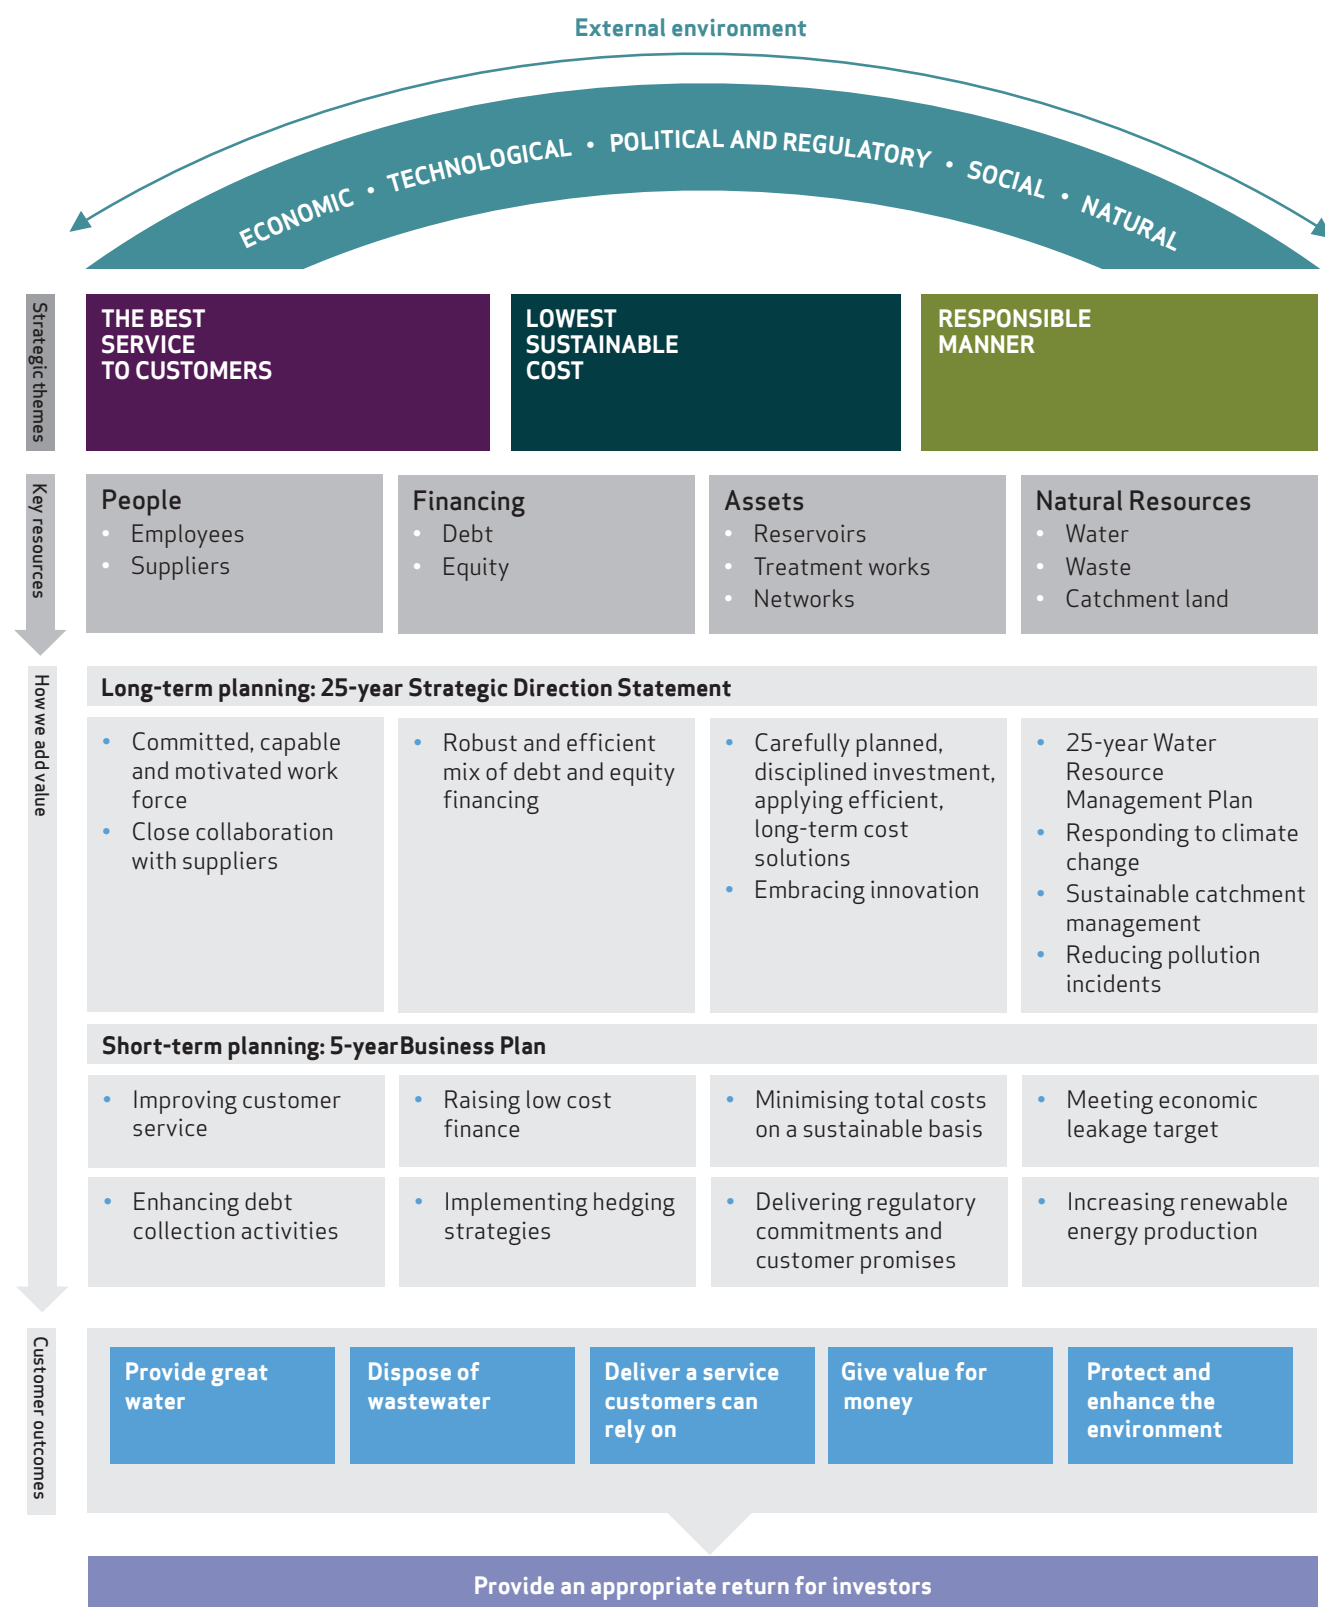 External environment
ECONOMIC • TECHNOLOGICAL • POLITICAL AND REGULATORY • SOCIAL • NATURAL
Strategic themes
THE BEST
SERVICE
TO CUSTOMERS
LOWEST
SUSTAINABLE
COST
RESPONSIBLE
MANNER
Key resources
People
• Employees
• Suppliers
Financing
• Debt
• Equity
Assets
• Reservoirs
• Treatment works
• Networks
Natural Resources
• Water
• Waste
• Catchment land
How we add value
Long-term planning: 25-year Strategic Direction Statement
• Committed, capable
and motivated work
force
• Close collaboration
with suppliers
• Robust and efficient
mix of debt and equity
financing
• Carefully planned,
disciplined investment,
applying efficient,
long-term cost
solutions
• Embracing innovation
• 25-year Water
Resource
Management Plan
• Responding to climate
change
• Sustainable catchment
management
• Reducing pollution
incidents
Short-term planning: 5-year Business Plan
• Improving customer
service
• Raising low cost
finance
• Minimising total costs
on a sustainable basis
• Meeting economic
leakage target
• Enhancing debt
collection activities
• Implementing hedging
strategies
• Delivering regulatory
commitments and
customer promises
• Increasing renewable
energy production
Customer outcomes
Provide great
water
Dispose of
wastewater
Deliver a service
customers can
rely on
Give value for
money
Protect and
enhance the
environment
Provide an appropriate return for investors